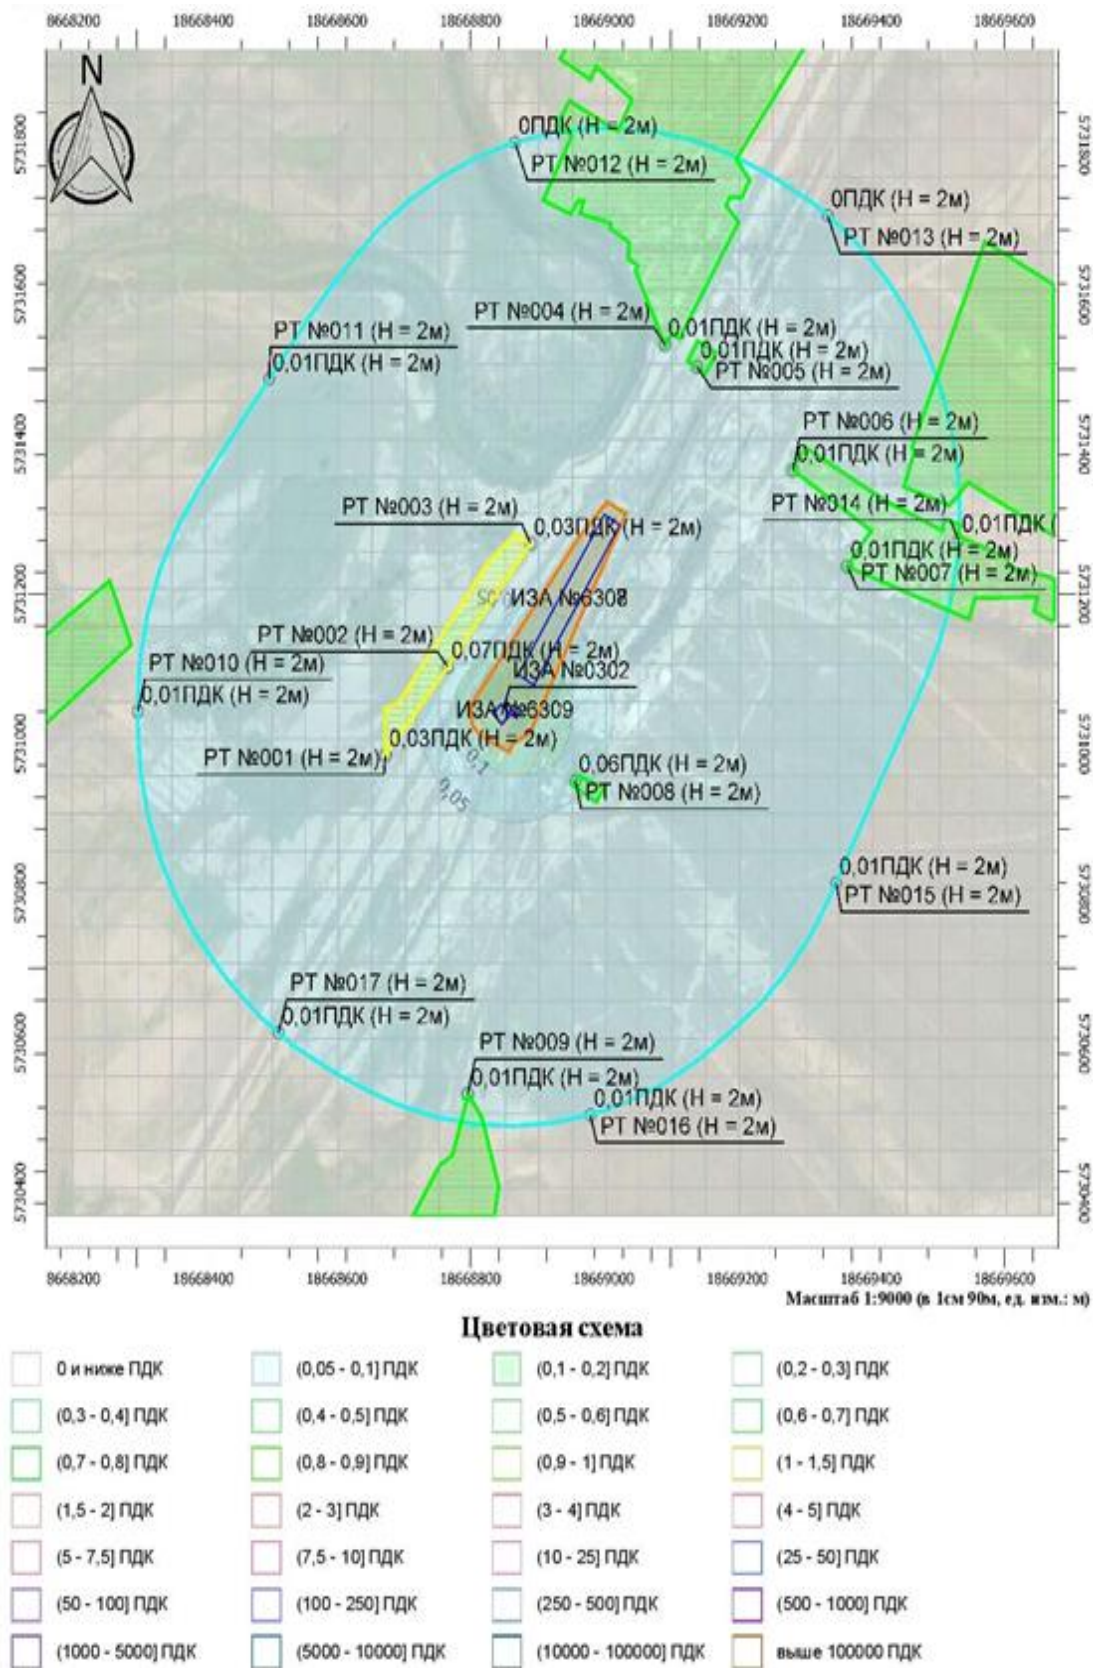 8668200 18668400 18668600 18668800 18669000 18669200 18669400 18669600
N
5731800
5731800
0ПДК (Н = 2м)
РТ №012 (Н = 2м)
0ПДК (Н = 2м)
РТ №013 (Н = 2м)
5731600
5731600
РТ №004 (Н = 2м)
0,01ПДК (Н = 2м)
РТ №011 (Н = 2м)
0,01ПДК (Н = 2м)
0,01ПДК (Н = 2м)
РТ №005 (Н = 2м)
5731400
5731400
РТ №006 (Н = 2м)
0,01ПДК (Н = 2м)
РТ №003 (Н = 2м)
0,03ПДК (Н = 2м)
РТ №014 (Н = 2м)
0,01ПДК (
0,01ПДК (Н = 2м)
РТ №007 (Н = 2м)
5731200
5731200
ИЗА №6308
РТ №002 (Н = 2м)
0,07ПДК (Н = 2м)
РТ №010 (Н = 2м)
0,01ПДК (Н = 2м)
ИЗА №0302
ИЗА №6309
5731000
5731000
0,03ПДК (Н = 2м)
РТ №001 (Н = 2м)
0,1
0,05
0,06ПДК (Н = 2м)
РТ №008 (Н = 2м)
5730800
5730800
0,01ПДК (Н = 2м)
РТ №015 (Н = 2м)
РТ №017 (Н = 2м)
0,01ПДК (Н = 2м)
5730600
5730600
РТ №009 (Н = 2м)
0,01ПДК (Н = 2м)
0,01ПДК (Н = 2м)
РТ №016 (Н = 2м)
5730400
5730400
8668200 18668400 18668600 18668800 18669000 18669200 18669400 18669600
Масштаб 1:9000 (в 1см 90м, ед. изм.: м)
Цветовая схема
0 и ниже ПДК (0,05 - 0,1] ПДК (0,1 - 0,2] ПДК (0,2 - 0,3] ПДК
(0,3 - 0,4] ПДК (0,4 - 0,5] ПДК (0,5 - 0,6] ПДК (0,6 - 0,7] ПДК
(0,7 - 0,8] ПДК (0,8 - 0,9] ПДК (0,9 - 1] ПДК (1 - 1,5] ПДК
(1,5 - 2] ПДК (2 - 3] ПДК (3 - 4] ПДК (4 - 5] ПДК
(5 - 7,5] ПДК (7,5 - 10] ПДК (10 - 25] ПДК (25 - 50] ПДК
(50 - 100] ПДК (100 - 250] ПДК (250 - 500] ПДК (500 - 1000] ПДК
(1000 - 5000] ПДК (5000 - 10000] ПДК (10000 - 100000] ПДК выше 100000 ПДК